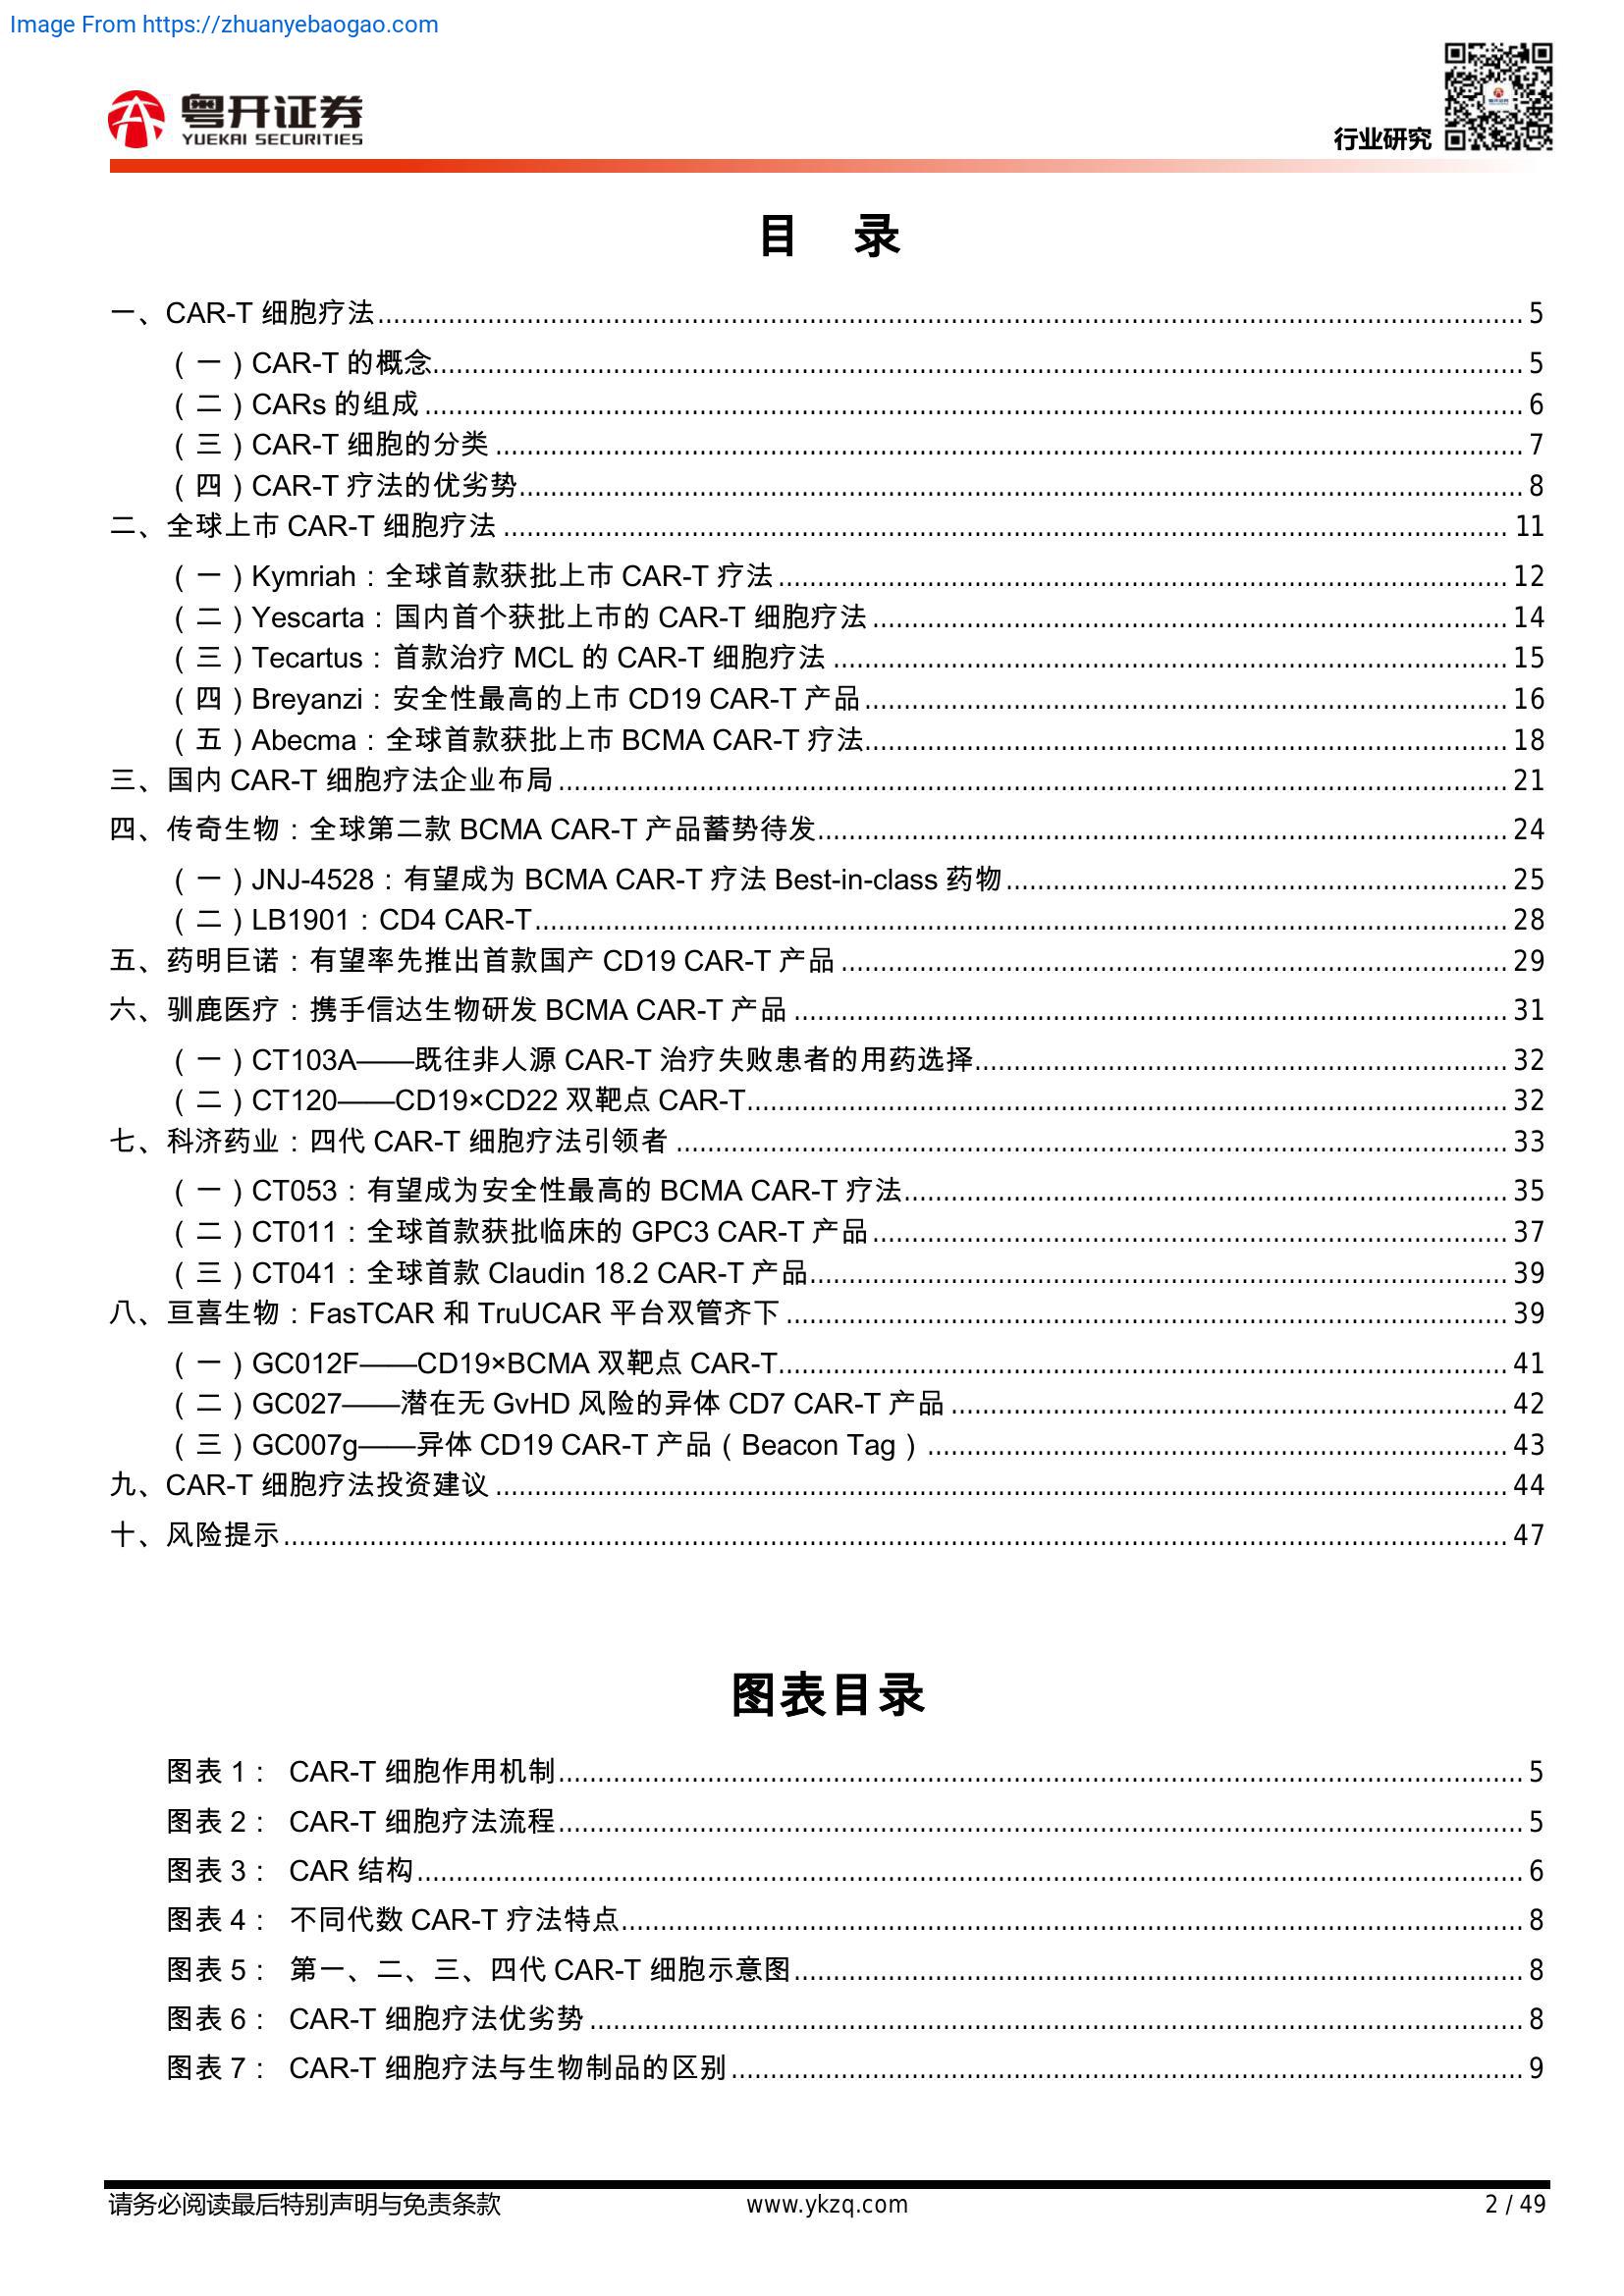 Image From https://zhuanyebaogao.com
粤开证券
YUEKAI SECURITIES
行业研究
目 录
一、CAR-T 细胞疗法 5
（一）CAR-T 的概念 5
（二）CARs 的组成 6
（三）CAR-T 细胞的分类 7
（四）CAR-T 疗法的优劣势 8
二、全球上市 CAR-T 细胞疗法 11
（一）Kymriah：全球首款获批上市 CAR-T 疗法 12
（二）Yescarta：国内首个获批上市的 CAR-T 细胞疗法 14
（三）Tecartus：首款治疗 MCL 的 CAR-T 细胞疗法 15
（四）Breyanzi：安全性最高的上市 CD19 CAR-T 产品 16
（五）Abecma：全球首款获批上市 BCMA CAR-T 疗法 18
三、国内 CAR-T 细胞疗法企业布局 21
四、传奇生物：全球第二款 BCMA CAR-T 产品蓄势待发 24
（一）JNJ-4528：有望成为 BCMA CAR-T 疗法 Best-in-class 药物 25
（二）LB1901：CD4 CAR-T 28
五、药明巨诺：有望率先推出首款国产 CD19 CAR-T 产品 29
六、驯鹿医疗：携手信达生物研发 BCMA CAR-T 产品 31
（一）CT103A——既往非人源 CAR-T 治疗失败患者的用药选择 32
（二）CT120——CD19×CD22 双靶点 CAR-T 32
七、科济药业：四代 CAR-T 细胞疗法引领者 33
（一）CT053：有望成为安全性最高的 BCMA CAR-T 疗法 35
（二）CT011：全球首款获批临床的 GPC3 CAR-T 产品 37
（三）CT041：全球首款 Claudin 18.2 CAR-T 产品 39
八、亘喜生物：FasTCAR 和 TruUCAR 平台双管齐下 39
（一）GC012F——CD19×BCMA 双靶点 CAR-T 41
（二）GC027——潜在无 GvHD 风险的异体 CD7 CAR-T 产品 42
（三）GC007g——异体 CD19 CAR-T 产品（Beacon Tag） 43
九、CAR-T 细胞疗法投资建议 44
十、风险提示 47
图表目录
图表 1： CAR-T 细胞作用机制 5
图表 2： CAR-T 细胞疗法流程 5
图表 3： CAR 结构 6
图表 4： 不同代数 CAR-T 疗法特点 8
图表 5： 第一、二、三、四代 CAR-T 细胞示意图 8
图表 6： CAR-T 细胞疗法优劣势 8
图表 7： CAR-T 细胞疗法与生物制品的区别 9
请务必阅读最后特别声明与免责条款 www.ykzq.com 2 / 49